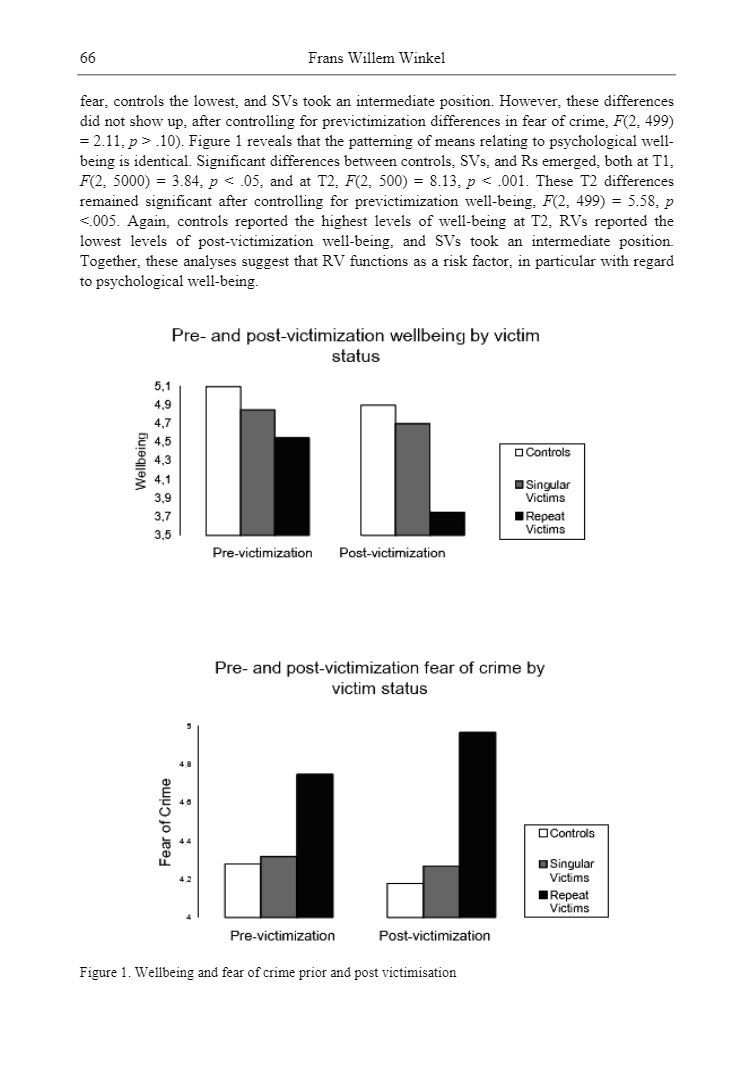 66
Frans Willem Winkel
fear, controls the lowest, and SVs took an intermediate position. However, these differences
did not show up, after controlling for previctimization differences in fear of crime, F(2, 499)
= 2.11, p > .10). Figure 1 reveals that the patterning of means relating to psychological well-
being is identical. Significant differences between controls, SVs, and Rs emerged, both at T1,
F(2, 5000) = 3.84, p < .05, and at T2, F(2, 500) = 8.13, p < .001. These T2 differences
remained significant after controlling for previctimization well-being, F(2, 499) = 5.58, p
<.005. Again, controls reported the highest levels of well-being at T2, RVs reported the
lowest levels of post-victimization well-being, and SVs took an intermediate position.
Together, these analyses suggest that RV functions as a risk factor, in particular with regard
to psychological well-being.
Pre- and post-victimization wellbeing by victim
status
Wellbeing
5,1
4,9
4,7
4,5
4,3
4,1
3,9
3,7
3,5
Pre-victimization
Post-victimization
Controls
Singular
Victims
Repeat
Victims
Pre- and post-victimization fear of crime by
victim status
Fear of Crime
5
4.8
4.6
4.4
4.2
4
Pre-victimization
Post-victimization
Controls
Singular
Victims
Repeat
Victims
Figure 1. Wellbeing and fear of crime prior and post victimisation